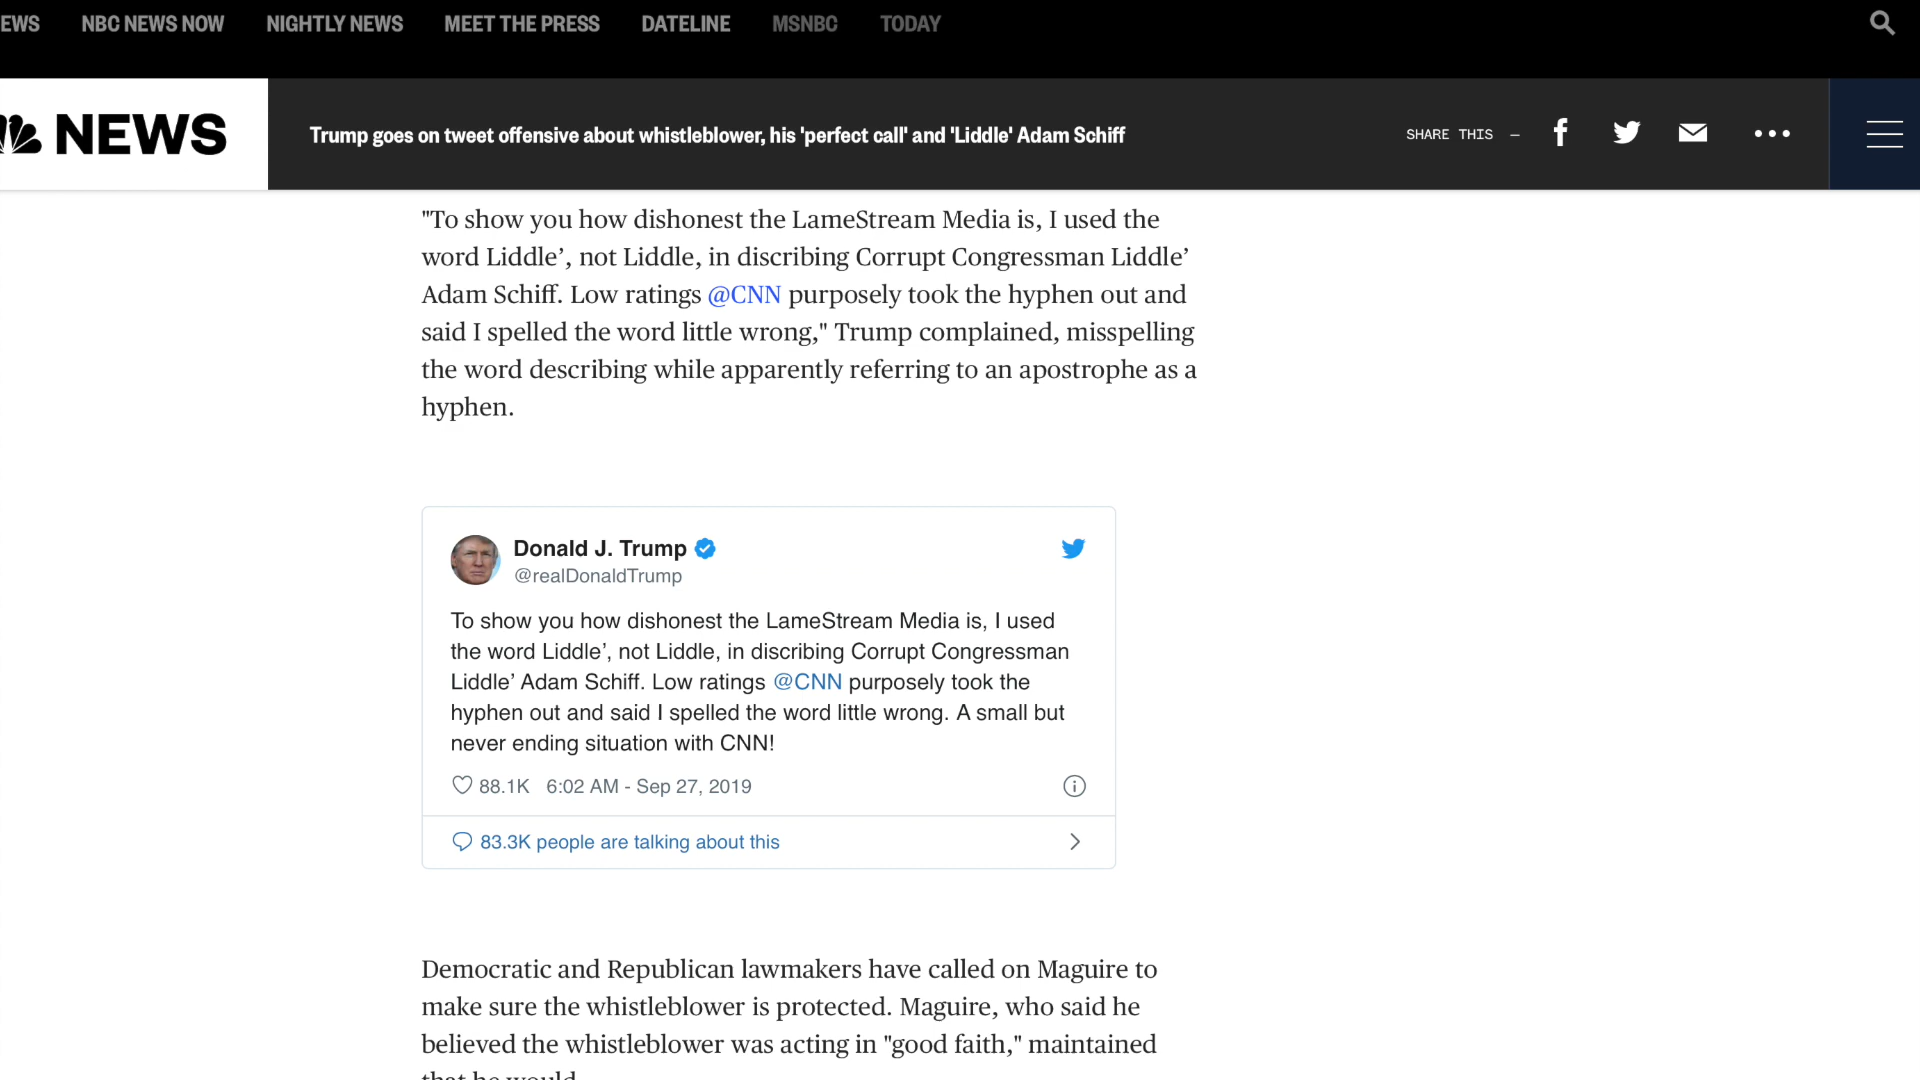 EWS NBC NEWS NOW NIGHTLY NEWS MEET THE PRESS DATELINE MSNBC TODAY
NEWS
Trump goes on tweet offensive about whistleblower, his 'perfect call' and 'Liddle' Adam Schiff
SHARE THIS –
"To show you how dishonest the LameStream Media is, I used the
word Liddle’, not Liddle, in discribing Corrupt Congressman Liddle’
Adam Schiff. Low ratings @CNN purposely took the hyphen out and
said I spelled the word little wrong," Trump complained, misspelling
the word describing while apparently referring to an apostrophe as a
hyphen.
Donald J. Trump
@realDonaldTrump
To show you how dishonest the LameStream Media is, I used
the word Liddle’, not Liddle, in discribing Corrupt Congressman
Liddle’ Adam Schiff. Low ratings @CNN purposely took the
hyphen out and said I spelled the word little wrong. A small but
never ending situation with CNN!
88.1K 6:02 AM - Sep 27, 2019
83.3K people are talking about this
Democratic and Republican lawmakers have called on Maguire to
make sure the whistleblower is protected. Maguire, who said he
believed the whistleblower was acting in "good faith," maintained
that he would